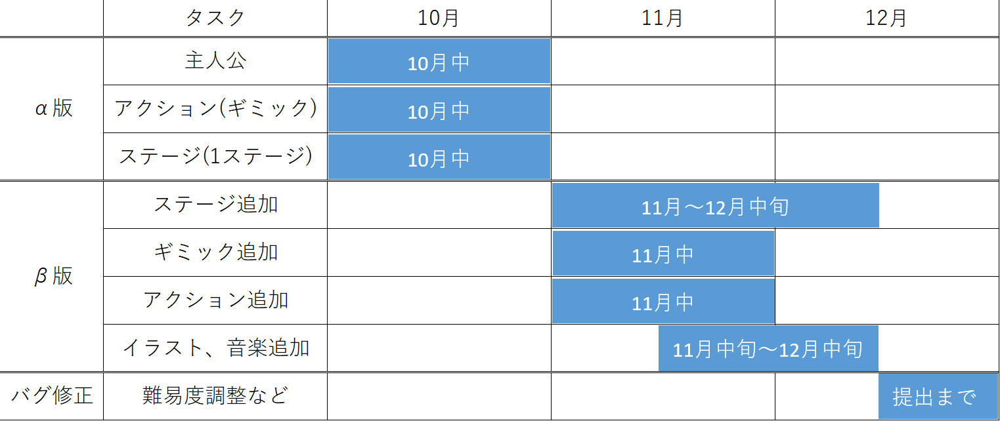 タスク 10月 11月 12月
α版
主人公 10月中
アクション(ギミック) 10月中
ステージ(1ステージ) 10月中
β版
ステージ追加 11月～12月中旬
ギミック追加 11月中
アクション追加 11月中
イラスト、音楽追加 11月中旬～12月中旬
バグ修正 難易度調整など 提出まで